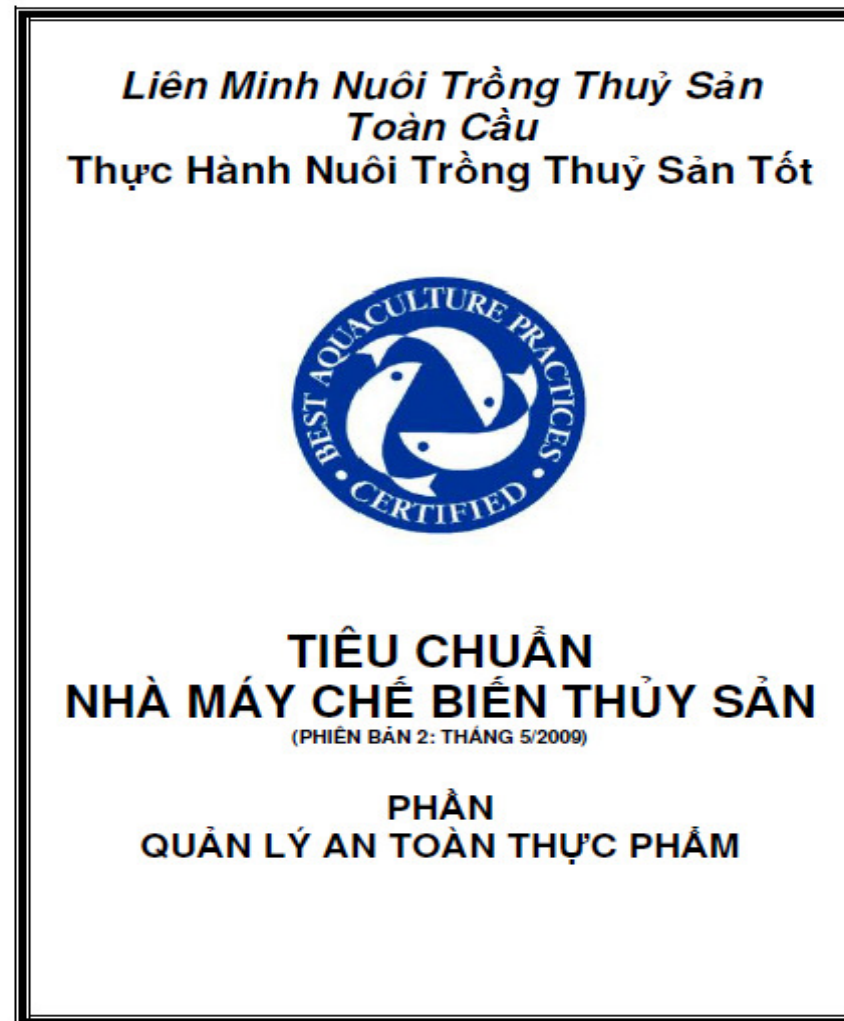 Liên Minh Nuôi Trồng Thuỷ Sản
Toàn Cầu
Thực Hành Nuôi Trồng Thuỷ Sản Tốt
BEST AQUACULTURE PRACTICES
• CERTIFIED •
TIÊU CHUẨN
NHÀ MÁY CHẾ BIẾN THỦY SẢN
(PHIÊN BẢN 2: THÁNG 5/2009)
PHẦN
QUẢN LÝ AN TOÀN THỰC PHẨM